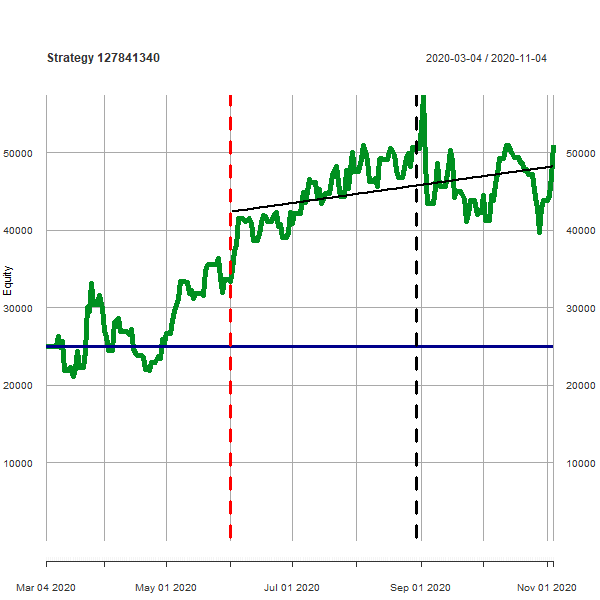 Strategy 127841340
2020-03-04 / 2020-11-04
50000
50000
40000
40000
30000
30000
20000
20000
10000
10000
Equity
Mar 04 2020
May 01 2020
Jul 01 2020
Sep 01 2020
Nov 01 2020